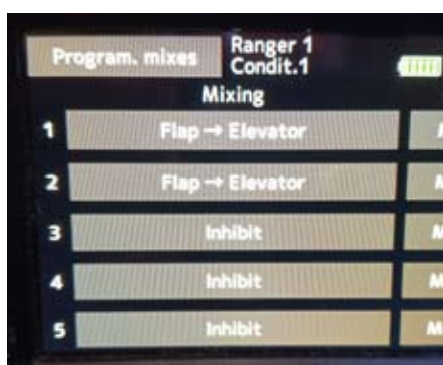 Program. mixes
Ranger 1
Condit.1
Mixing
1 Flap → Elevator
2 Flap → Elevator
3 Inhibit
4 Inhibit
5 Inhibit